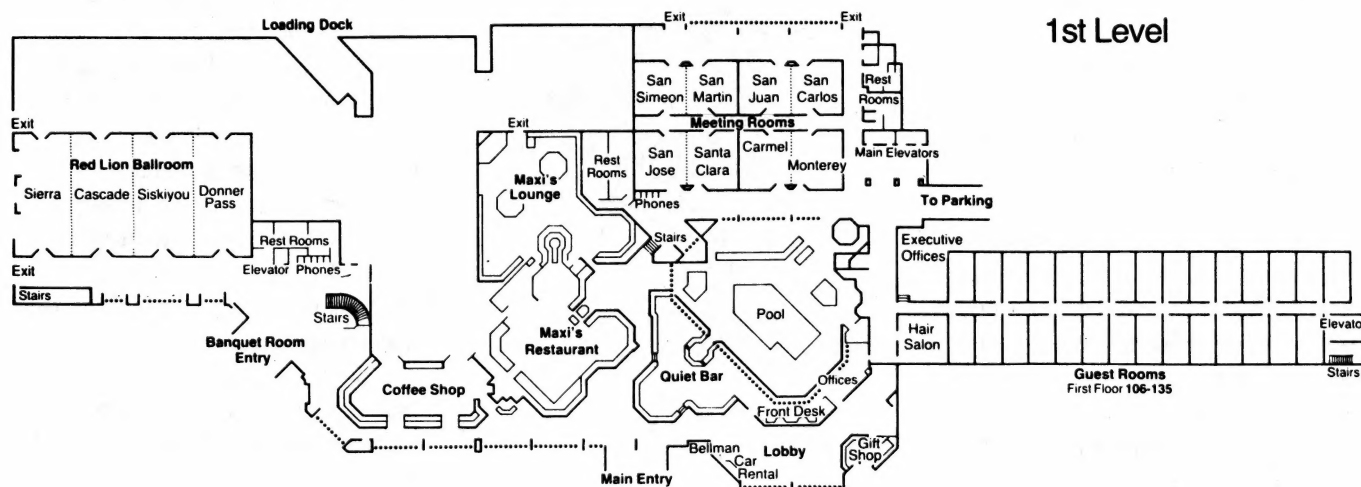 1st Level
Loading Dock
Exit
Exit
San Simeon
San Martin
San Juan
San Carlos
Rest Rooms
Meeting Rooms
Exit
Exit
Red Lion Ballroom
Sierra
Cascade
Siskiyou
Donner Pass
Maxi's Lounge
Rest Rooms
San Jose
Santa Clara
Carmel
Monterey
Main Elevators
Phones
To Parking
Rest Rooms
Elevator
Phones
Stairs
Executive Offices
Exit
Stairs
Stairs
Banquet Room Entry
Maxi's Restaurant
Pool
Hair Salon
Elevator
Stairs
Coffee Shop
Quiet Bar
Offices
Guest Rooms
First Floor 106-135
Front Desk
Bellman
Car Rental
Lobby
Gift Shop
Main Entry